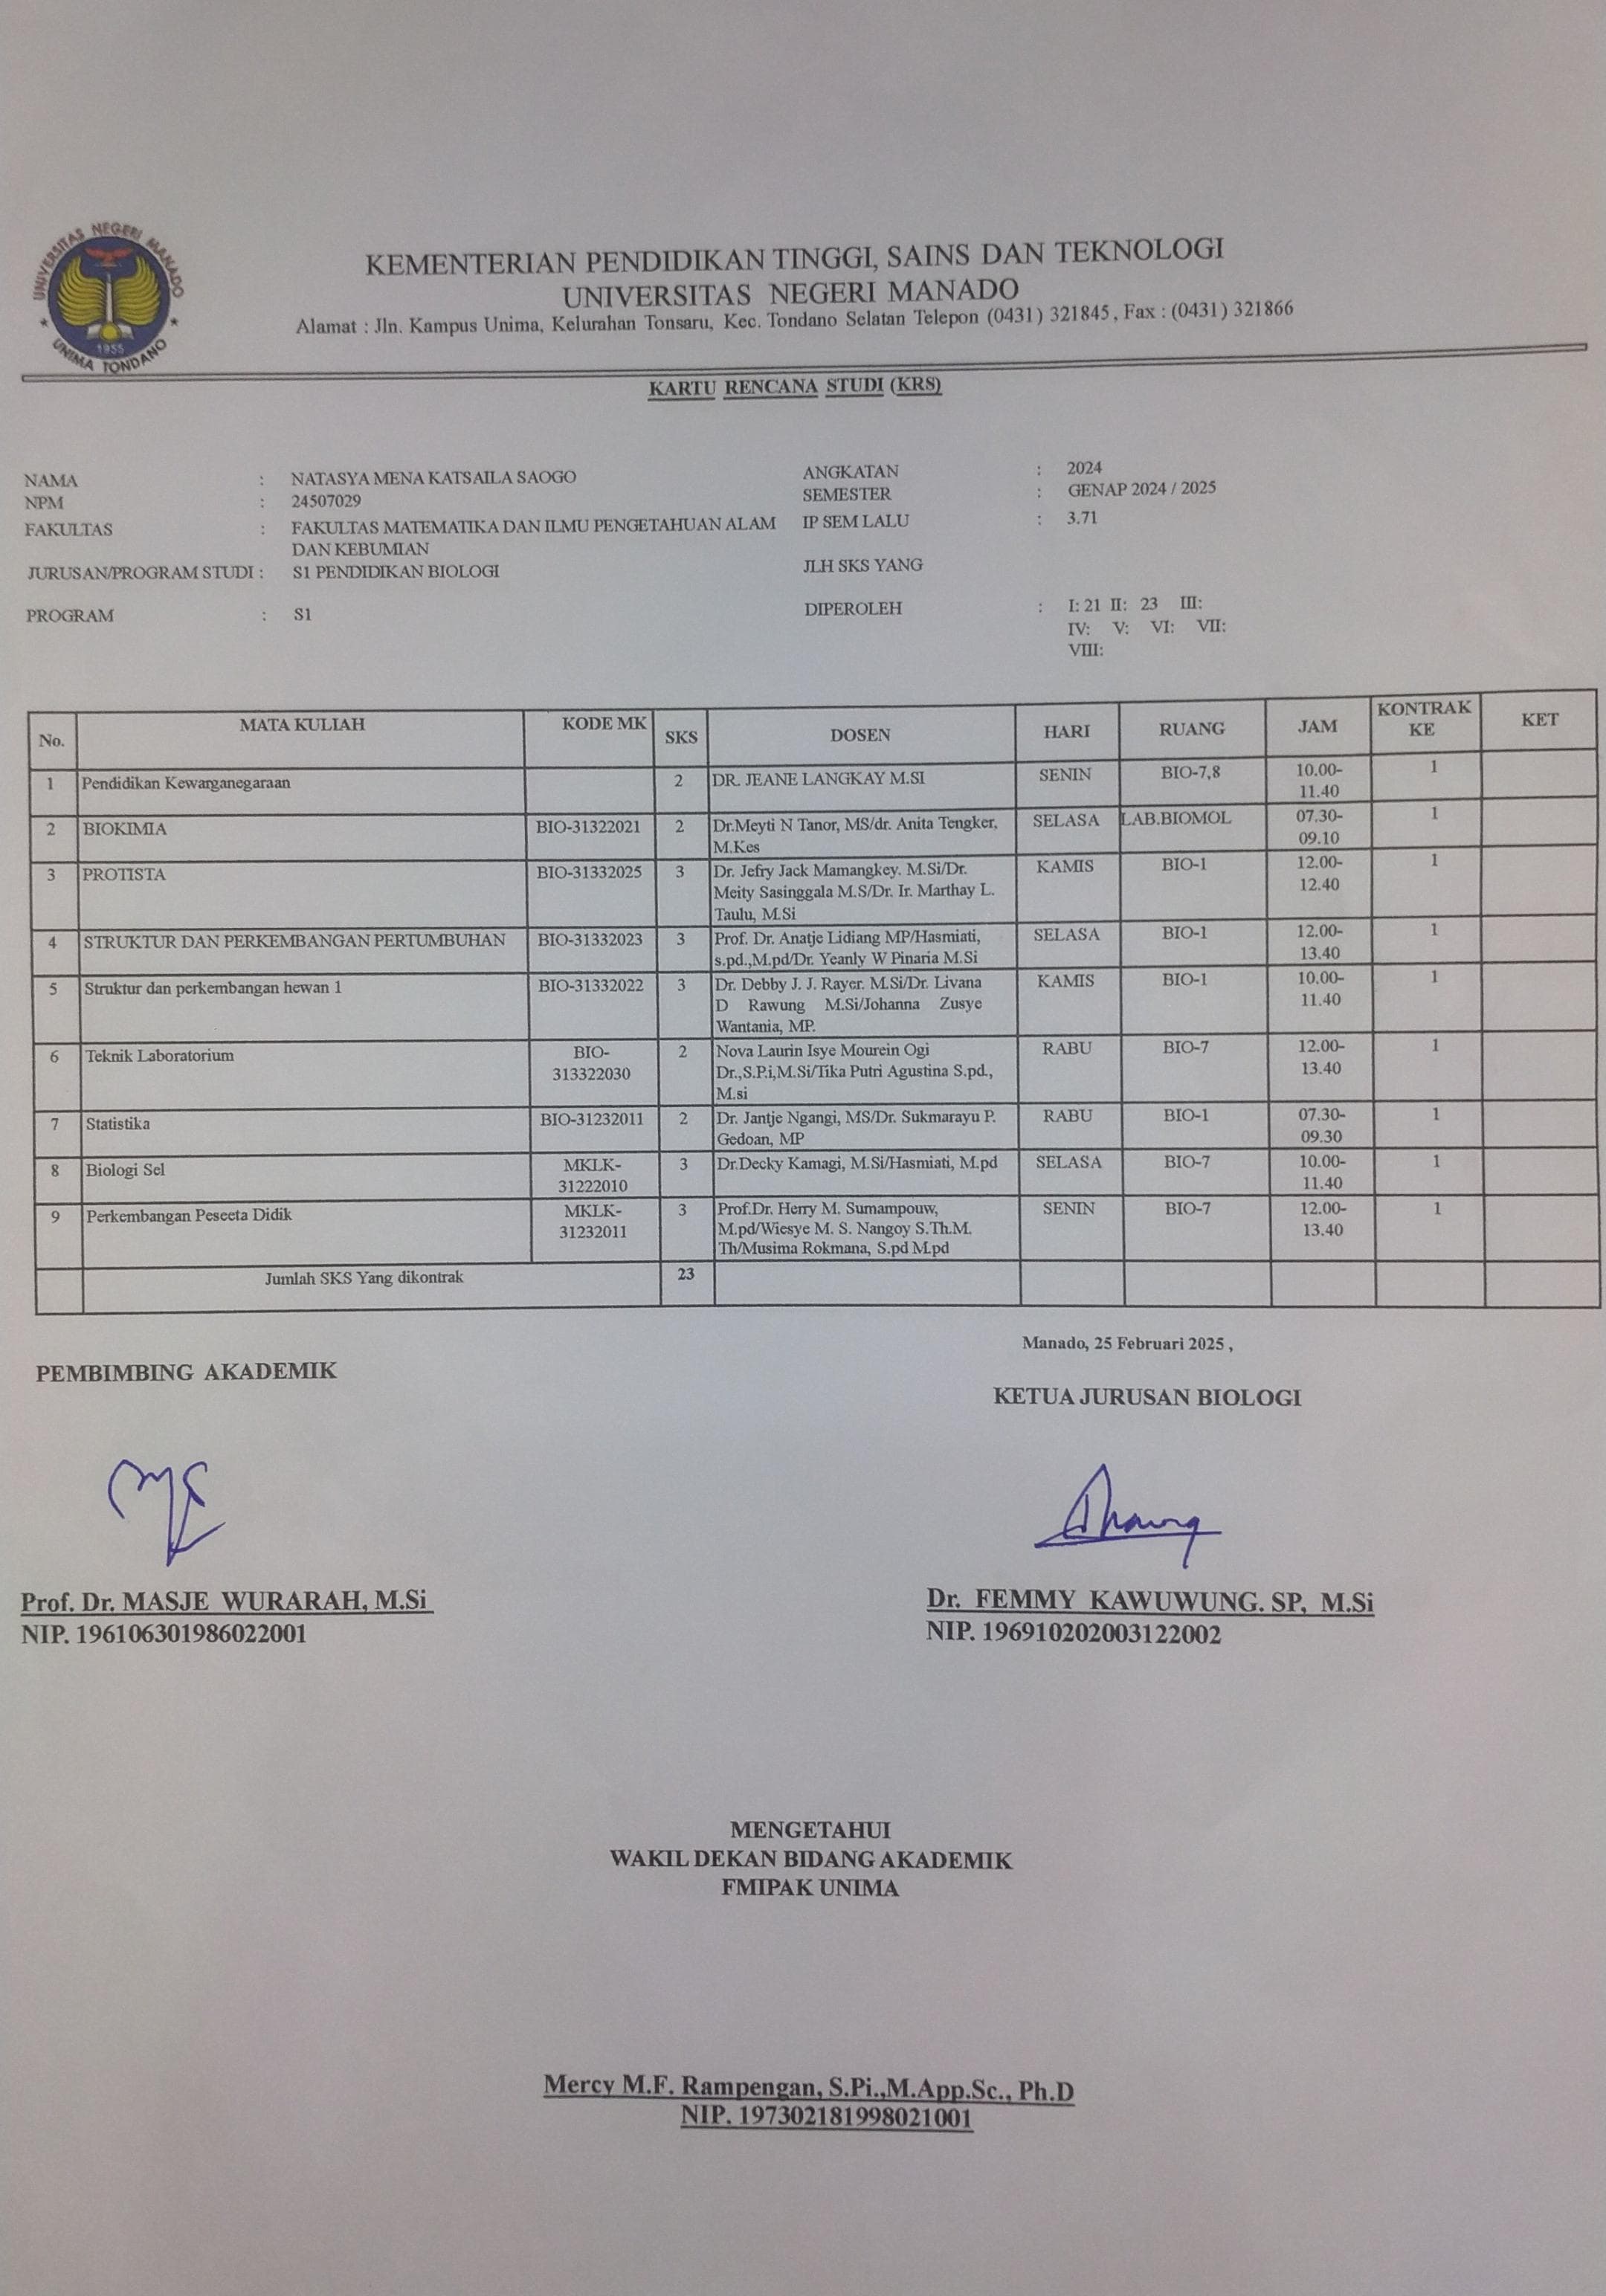 UNIVERSITAS NEGERI MANADO
1955
UNIMA TONDANO
KEMENTERIAN PENDIDIKAN TINGGI, SAINS DAN TEKNOLOGI
UNIVERSITAS NEGERI MANADO
Alamat : Jln. Kampus Unima, Kelurahan Tonsaru, Kec. Tondano Selatan Telepon (0431) 321845, Fax : (0431) 321866
KARTU RENCANA STUDI (KRS)
NAMA : NATASYA MENA KATSAILA SAOGO
NPM : 24507029
FAKULTAS : FAKULTAS MATEMATIKA DAN ILMU PENGETAHUAN ALAM
DAN KEBUMIAN
JURUSAN/PROGRAM STUDI : S1 PENDIDIKAN BIOLOGI
PROGRAM : S1
ANGKATAN : 2024
SEMESTER : GENAP 2024 / 2025
IP SEM LALU : 3.71
JLH SKS YANG
DIPEROLEH : I: 21 II: 23 III:
IV: V: VI: VII:
VIII:
No. MATA KULIAH KODE MK SKS DOSEN HARI RUANG JAM KONTRAK KE KET
1 Pendidikan Kewarganegaraan 2 DR. JEANE LANGKAY M.SI SENIN BIO-7,8 10.00-
11.40 1
2 BIOKIMIA BIO-31322021 2 Dr.Meyti N Tanor, MS/dr. Anita Tengker, SELASA LAB.BIOMOL 07.30- 1
M.Kes 09.10
3 PROTISTA BIO-31332025 3 Dr. Jefry Jack Mamangkey. M.Si/Dr. KAMIS BIO-1 12.00- 1
Meity Sasinggala M.S/Dr. Ir. Marthay L. 12.40
Taulu, M.Si
4 STRUKTUR DAN PERKEMBANGAN PERTUMBUHAN BIO-31332023 3 Prof. Dr. Anatje Lidiang MP/Hasmiati, SELASA BIO-1 12.00- 1
s.pd.,M.pd/Dr. Yeanly W Pinaria M.Si 13.40
5 Struktur dan perkembangan hewan 1 BIO-31332022 3 Dr. Debby J. J. Rayer. M.Si/Dr. Livana KAMIS BIO-1 10.00- 1
D Rawung M.Si/Johanna Zusye 11.40
Wantania, MP.
6 Teknik Laboratorium BIO- 2 Nova Laurin Isye Mourein Ogi RABU BIO-7 12.00- 1
313322030 Dr.,S.P.i,M.Si/Tika Putri Agustina S.pd., 13.40
M.si
7 Statistika BIO-31232011 2 Dr. Jantje Ngangi, MS/Dr. Sukmarayu P. RABU BIO-1 07.30- 1
Gedoan, MP 09.30
8 Biologi Sel MKLK- 3 Dr.Decky Kamagi, M.Si/Hasmiati, M.pd SELASA BIO-7 10.00- 1
31222010 11.40
9 Perkembangan Peseeta Didik MKLK- 3 Prof.Dr. Herry M. Sumampouw, SENIN BIO-7 12.00- 1
31232011 M.pd/Wiesye M. S. Nangoy S.Th.M. 13.40
Th/Musima Rokmana, S.pd M.pd
Jumlah SKS Yang dikontrak 23
Manado, 25 Februari 2025 ,
PEMBIMBING AKADEMIK
KETUA JURUSAN BIOLOGI
Prof. Dr. MASJE WURARAH, M.Si
NIP. 196106301986022001
Dr. FEMMY KAWUWUNG. SP, M.Si
NIP. 196910202003122002
MENGETAHUI
WAKIL DEKAN BIDANG AKADEMIK
FMIPAK UNIMA
Mercy M.F. Rampengan, S.Pi.,M.App.Sc., Ph.D
NIP. 197302181998021001